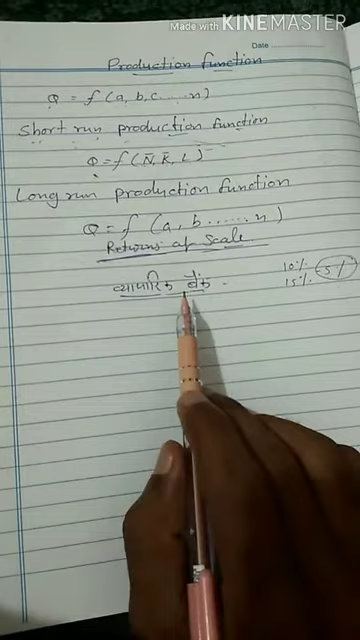 Made with KINEMASTER
Date
Production function
Q = f (a, b, c ..... n)
Short run production function
Q = f (N̄, K̄, L)
Long run production function
Q = f (a, b ...... n)
Returns of Scale
व्यापारिक बैंक
10%
15%
5%